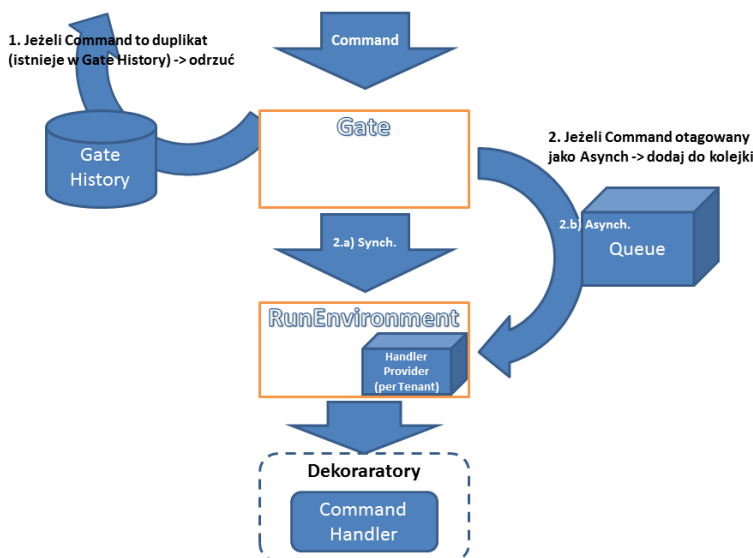 1. Jeżeli Command to duplikat
(istnieje w Gate History) -> odrzuć
Command
Gate
Gate
History
2. Jeżeli Command otagowany
jako Asynch -> dodaj do kolejki
2.a) Synch.
2.b) Asynch.
Queue
RunEnvironment
Handler
Provider
(per Tenant)
Dekoraratory
Command
Handler